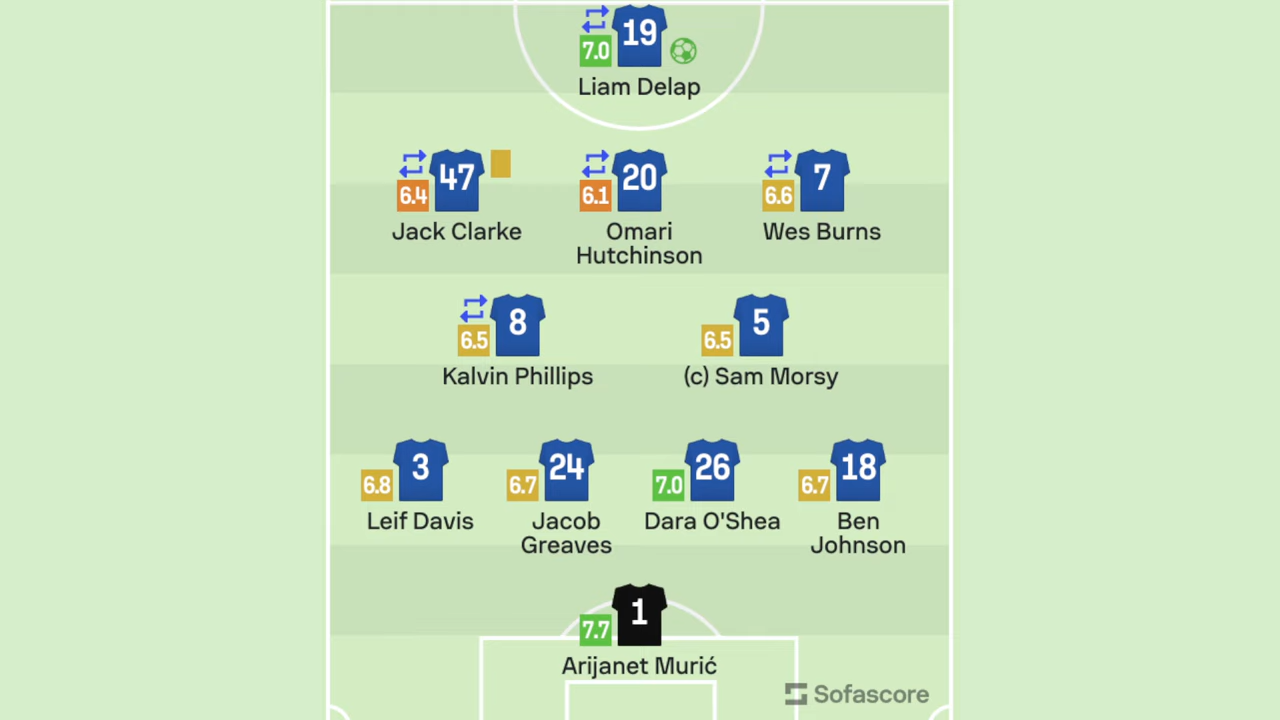 19
7.0
Liam Delap
47
20
7
6.4
6.1
6.6
Jack Clarke
Omari
Hutchinson
Wes Burns
8
5
6.5
6.5
Kalvin Phillips
(c) Sam Morsy
3
24
26
18
6.8
6.7
7.0
6.7
Leif Davis
Jacob
Greaves
Dara O'Shea
Ben
Johnson
1
7.7
Arijanet Murić
Sofascore